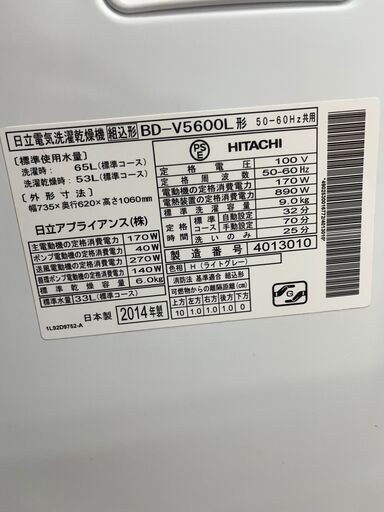 日立電気洗濯乾燥機 組込形 BD-V5600L形 50-60Hz共用
[標準使用水量]
洗濯時: 65L(標準コース)
洗濯乾燥時: 53L(標準コース)
[外形寸法]
幅735×奥行620×高さ1060mm
日立アプライアンス(株)
主電動機の定格消費電力 170W
ポンプ電動機の定格消費電力 40W
送風電動機の定格消費電力 270W
循環ポンプ電動機の定格消費電力 140W
標準乾燥容量 6.0kg
標準水量 33L(標準コース)
日本製 2014年製
1L92D9752-A
PS
E
HITACHI
定格電圧 100V
定格周波数 50-60Hz
電動機の定格消費電力 170W
電熱装置の定格消費電力 890W
標準洗濯容量 9.0kg
標準洗濯時間 32分
標準自動設定 70分
手動設定 25分
製造番号 4013010
色柄 H(ライトグレー)
消防法 基準適合 組込形
可燃物からの離隔距離(cm)
上方 左方 右方 前方 後方 下方
10 1.0 1.0 0 1.0 0